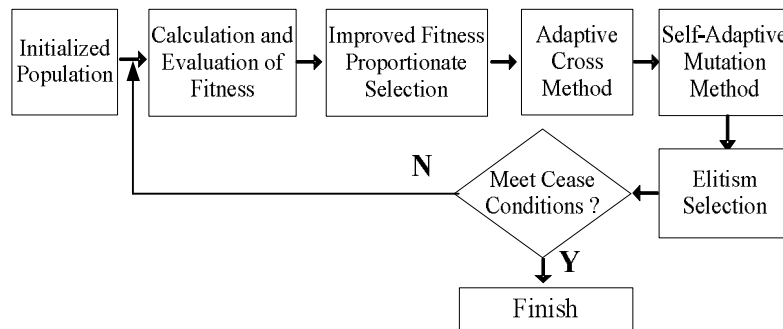 Initialized
Population
Calculation and
Evaluation of
Fitness
Improved Fitness
Proportionate
Selection
Adaptive
Cross
Method
Self-Adaptive
Mutation
Method
Elitism
Selection
Meet Cease
Conditions ?
N
Y
Finish